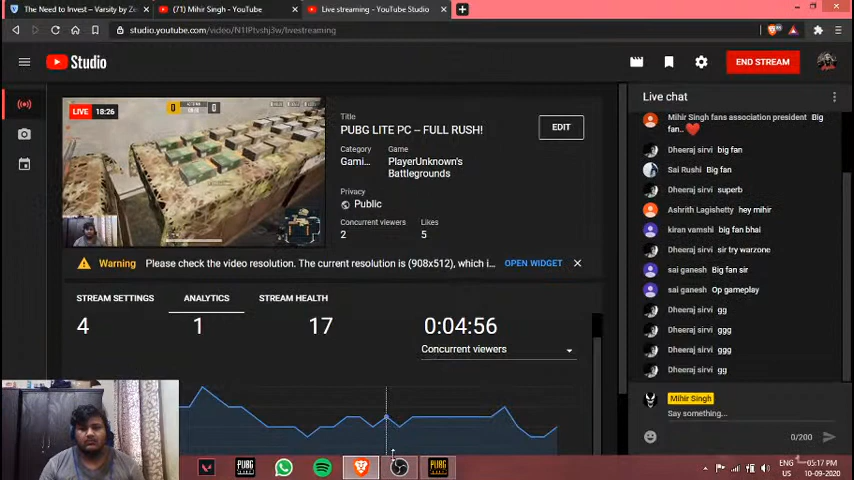 The Need to Invest – Varsity by Ze
(71) Mihir Singh - YouTube
Live streaming - YouTube Studio
studio.youtube.com/video/N1IPtvshj3w/livestreaming
Studio
END STREAM
LIVE 18:26
Title
PUBG LITE PC – FULL RUSH!
EDIT
Category
Gami...
Game
PlayerUnknown's
Battlegrounds
Privacy
Public
Concurrent viewers
2
Likes
5
Warning Please check the video resolution. The current resolution is (908x512), which i... OPEN WIDGET
STREAM SETTINGS ANALYTICS STREAM HEALTH
4 1 17 0:04:56
Concurrent viewers
Live chat
Mihir Singh fans association president Big
fan..
Dheeraj sirvi big fan
Sai Rushi Big fan
Dheeraj sirvi superb
Ashrith Lagishetty hey mihir
kiran vamshi big fan bhai
Dheeraj sirvi sir try warzone
sai ganesh Big fan sir
sai ganesh Op gameplay
Dheeraj sirvi gg
Dheeraj sirvi ggg
Dheeraj sirvi ggg
Dheeraj sirvi gg
Mihir Singh
Say something...
0/200
PUBG
PUBG
ENG
US
05:17 PM
10-09-2020